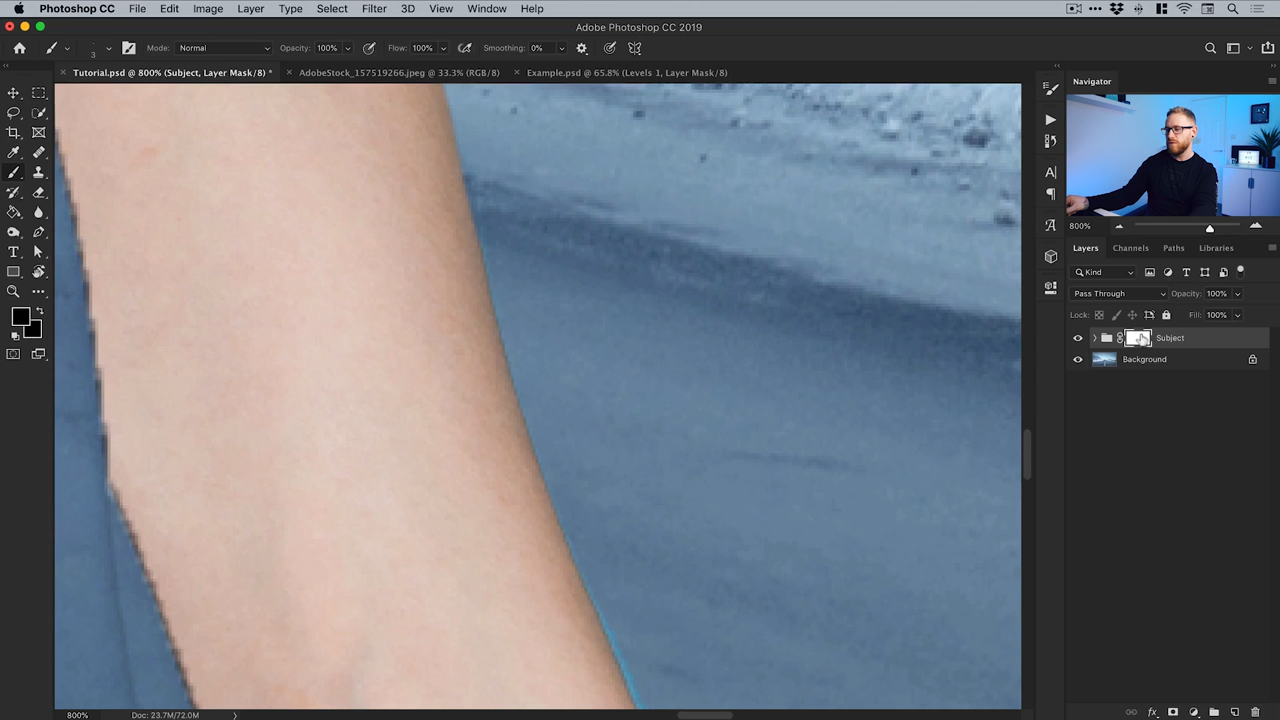 Photoshop CC File Edit Image Layer Type Select Filter 3D View Window Help
Adobe Photoshop CC 2019
3 Mode: Normal Opacity: 100% Flow: 100% Smoothing: 0%
Tutorial.psd @ 800% (Subject, Layer Mask/8) * AdobeStock_157519266.jpeg @ 33.3% (RGB/8) Example.psd @ 65.8% (Levels 1, Layer Mask/8)
Navigator
800%
Layers Channels Paths Libraries
Kind
Pass Through Opacity: 100%
Lock: Fill: 100%
Subject
Background
800% Doc: 23.7M/72.0M